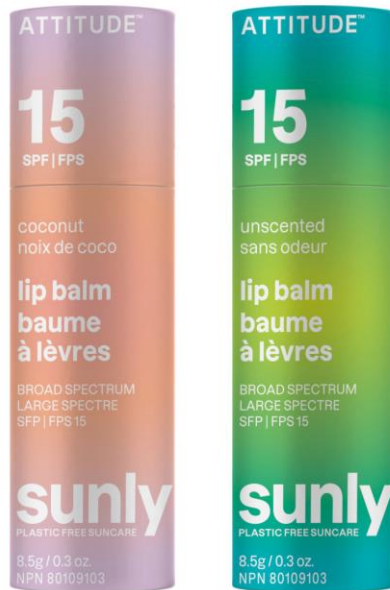 ATTITUDE™
15
SPF | FPS
coconut
noix de coco
lip balm
baume
à lèvres
BROAD SPECTRUM
LARGE SPECTRE
SFP | FPS 15
sunly
PLASTIC FREE SUNCARE
8.5g / 0.3 oz.
NPN 80109103
ATTITUDE™
15
SPF | FPS
unscented
sans odeur
lip balm
baume
à lèvres
BROAD SPECTRUM
LARGE SPECTRE
SFP | FPS 15
sunly
PLASTIC FREE SUNCARE
8.5g / 0.3 oz.
NPN 80109103